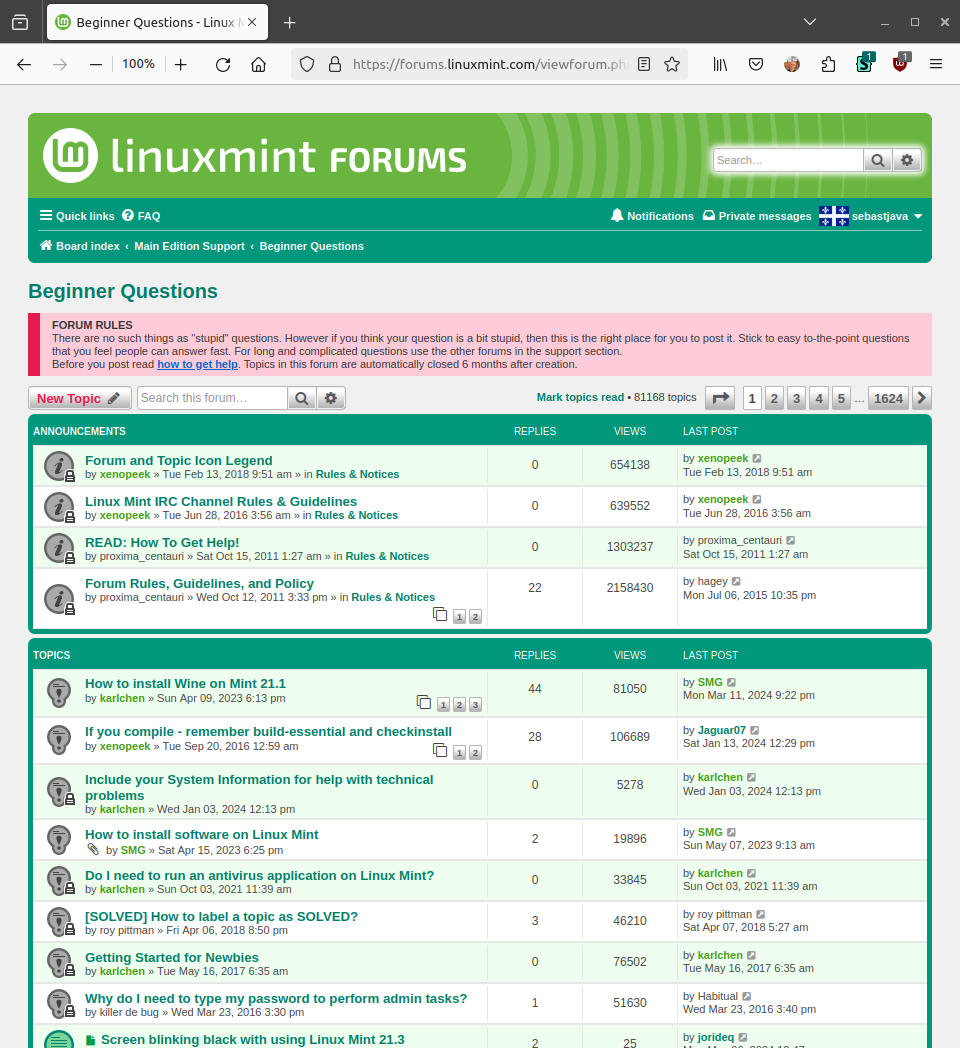 Beginner Questions - Linux M
100%
https://forums.linuxmint.com/viewforum.ph
1
1
linuxmint FORUMS
Search…
Quick links FAQ
Notifications Private messages sebastjava
Board index ‹ Main Edition Support ‹ Beginner Questions
Beginner Questions
FORUM RULES
There are no such things as "stupid" questions. However if you think your question is a bit stupid, then this is the right place for you to post it. Stick to easy to-the-point questions
that you feel people can answer fast. For long and complicated questions use the other forums in the support section.
Before you post read how to get help. Topics in this forum are automatically closed 6 months after creation.
New Topic Search this forum… Mark topics read • 81168 topics 1 2 3 4 5 … 1624
ANNOUNCEMENTS REPLIES VIEWS LAST POST
Forum and Topic Icon Legend 0 654138 by xenopeek
by xenopeek » Tue Feb 13, 2018 9:51 am » in Rules & Notices Tue Feb 13, 2018 9:51 am
Linux Mint IRC Channel Rules & Guidelines 0 639552 by xenopeek
by xenopeek » Tue Jun 28, 2016 3:56 am » in Rules & Notices Tue Jun 28, 2016 3:56 am
READ: How To Get Help! 0 1303237 by proxima_centauri
by proxima_centauri » Sat Oct 15, 2011 1:27 am » in Rules & Notices Sat Oct 15, 2011 1:27 am
Forum Rules, Guidelines, and Policy 22 2158430 by hagey
by proxima_centauri » Wed Oct 12, 2011 3:33 pm » in Rules & Notices Mon Jul 06, 2015 10:35 pm
1 2
TOPICS REPLIES VIEWS LAST POST
How to install Wine on Mint 21.1 44 81050 by SMG
by karlchen » Sun Apr 09, 2023 6:13 pm 1 2 3 Mon Mar 11, 2024 9:22 pm
If you compile - remember build-essential and checkinstall 28 106689 by Jaguar07
by xenopeek » Tue Sep 20, 2016 12:59 am 1 2 Sat Jan 13, 2024 12:29 pm
Include your System Information for help with technical 0 5278 by karlchen
problems Wed Jan 03, 2024 12:13 pm
by karlchen » Wed Jan 03, 2024 12:13 pm
How to install software on Linux Mint 2 19896 by SMG
by SMG » Sat Apr 15, 2023 6:25 pm Sun May 07, 2023 9:13 am
Do I need to run an antivirus application on Linux Mint? 0 33845 by karlchen
by karlchen » Sun Oct 03, 2021 11:39 am Sun Oct 03, 2021 11:39 am
[SOLVED] How to label a topic as SOLVED? 3 46210 by roy pittman
by roy pittman » Fri Apr 06, 2018 8:50 pm Sat Apr 07, 2018 5:27 am
Getting Started for Newbies 0 76502 by karlchen
by karlchen » Tue May 16, 2017 6:35 am Tue May 16, 2017 6:35 am
Why do I need to type my password to perform admin tasks? 1 51630 by Habitual
by killer de bug » Wed Mar 23, 2016 3:30 pm Wed Mar 23, 2016 3:40 pm
Screen blinking black with using Linux Mint 21.3 2 25 by jorideq